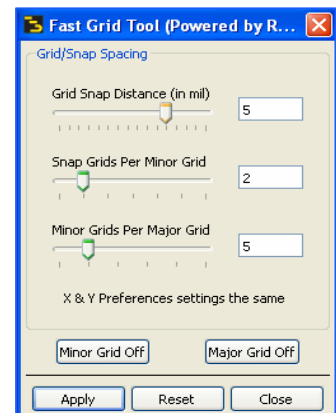 Fast Grid Tool (Powered by R...
Grid/Snap Spacing
Grid Snap Distance (in mil)
5
Snap Grids Per Minor Grid
2
Minor Grids Per Major Grid
5
X & Y Preferences settings the same
Minor Grid Off Major Grid Off
Apply Reset Close